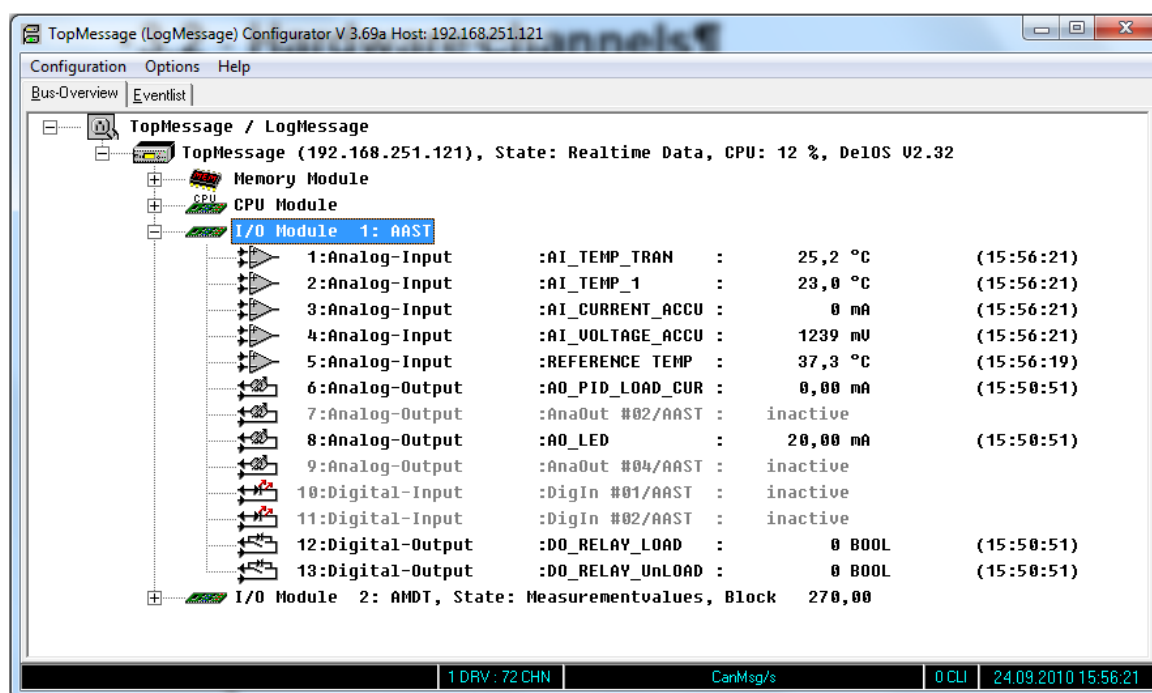 TopMessage (LogMessage) Configurator V 3.69a Host: 192.168.251.121
Configuration Options Help
Bus-Overview Eventlist
TopMessage / LogMessage
TopMessage (192.168.251.121), State: Realtime Data, CPU: 12 %, DelOS V2.32
Memory Module
CPU Module
I/O Module 1: AAST
1:Analog-Input :AI_TEMP_TRAN : 25,2 °C (15:56:21)
2:Analog-Input :AI_TEMP_1 : 23,0 °C (15:56:21)
3:Analog-Input :AI_CURRENT_ACCU : 0 mA (15:56:21)
4:Analog-Input :AI_VOLTAGE_ACCU : 1239 mV (15:56:21)
5:Analog-Input :REFERENCE TEMP : 37,3 °C (15:56:19)
6:Analog-Output :AO_PID_LOAD_CUR : 0,00 mA (15:50:51)
7:Analog-Output :AnaOut #02/AAST : inactive
8:Analog-Output :AO_LED : 20,00 mA (15:50:51)
9:Analog-Output :AnaOut #04/AAST : inactive
10:Digital-Input :DigIn #01/AAST : inactive
11:Digital-Input :DigIn #02/AAST : inactive
12:Digital-Output :DO_RELAY_LOAD : 0 BOOL (15:50:51)
13:Digital-Output :DO_RELAY_UnLOAD : 0 BOOL (15:50:51)
I/O Module 2: AMDT, State: Measurementvalues, Block 270,00
1 DRV : 72 CHN CanMsg/s 0 CLI 24.09.2010 15:56:21